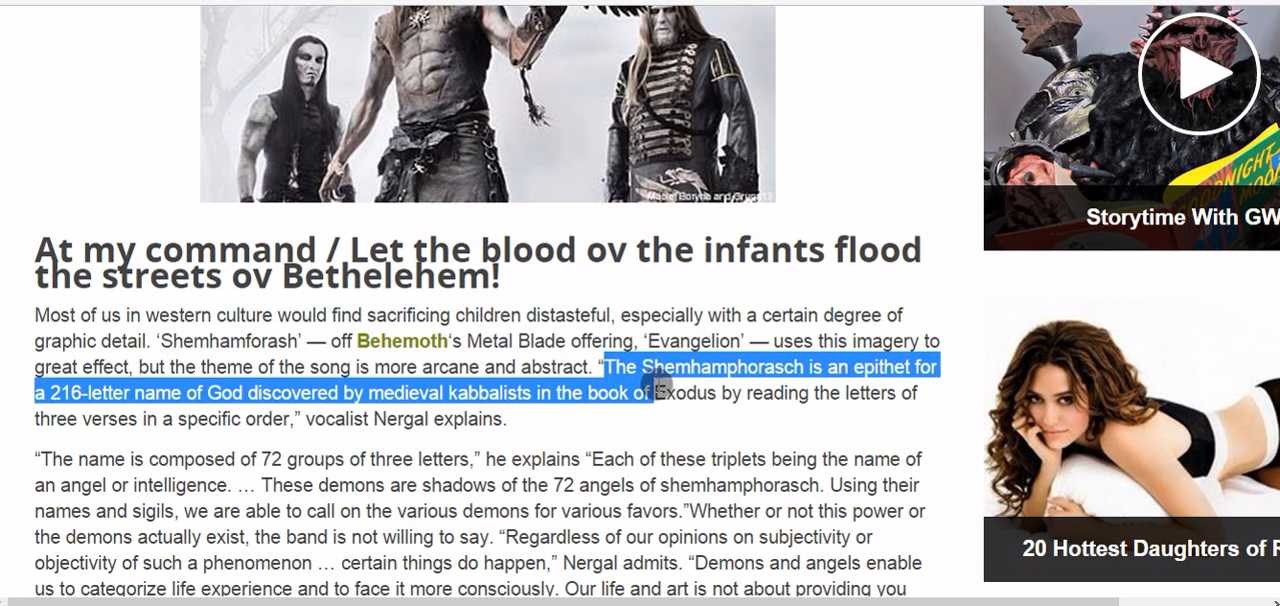 Maciej Boryna and Grupa13
At my command / Let the blood ov the infants flood
the streets ov Bethelehem!
Most of us in western culture would find sacrificing children distasteful, especially with a certain degree of
graphic detail. ‘Shemhamforash’ — off Behemoth‘s Metal Blade offering, ‘Evangelion’ — uses this imagery to
great effect, but the theme of the song is more arcane and abstract. “The Shemhamphorasch is an epithet for
a 216-letter name of God discovered by medieval kabbalists in the book of Exodus by reading the letters of
three verses in a specific order,” vocalist Nergal explains.
“The name is composed of 72 groups of three letters,” he explains “Each of these triplets being the name of
an angel or intelligence. … These demons are shadows of the 72 angels of shemhamphorasch. Using their
names and sigils, we are able to call on the various demons for various favors.”Whether or not this power or
the demons actually exist, the band is not willing to say. “Regardless of our opinions on subjectivity or
objectivity of such a phenomenon … certain things do happen,” Nergal admits. “Demons and angels enable
us to categorize life experience and to face it more consciously. Our life and art is not about providing you
Storytime With GW
20 Hottest Daughters of